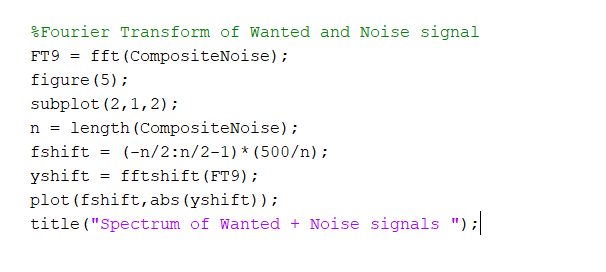 %Fourier Transform of Wanted and Noise signal
FT9 = fft(CompositeNoise);
figure(5);
subplot(2,1,2);
n = length(CompositeNoise);
fshift = (-n/2:n/2-1)*(500/n);
yshift = fftshift(FT9);
plot(fshift,abs(yshift));
title("Spectrum of Wanted + Noise signals ");